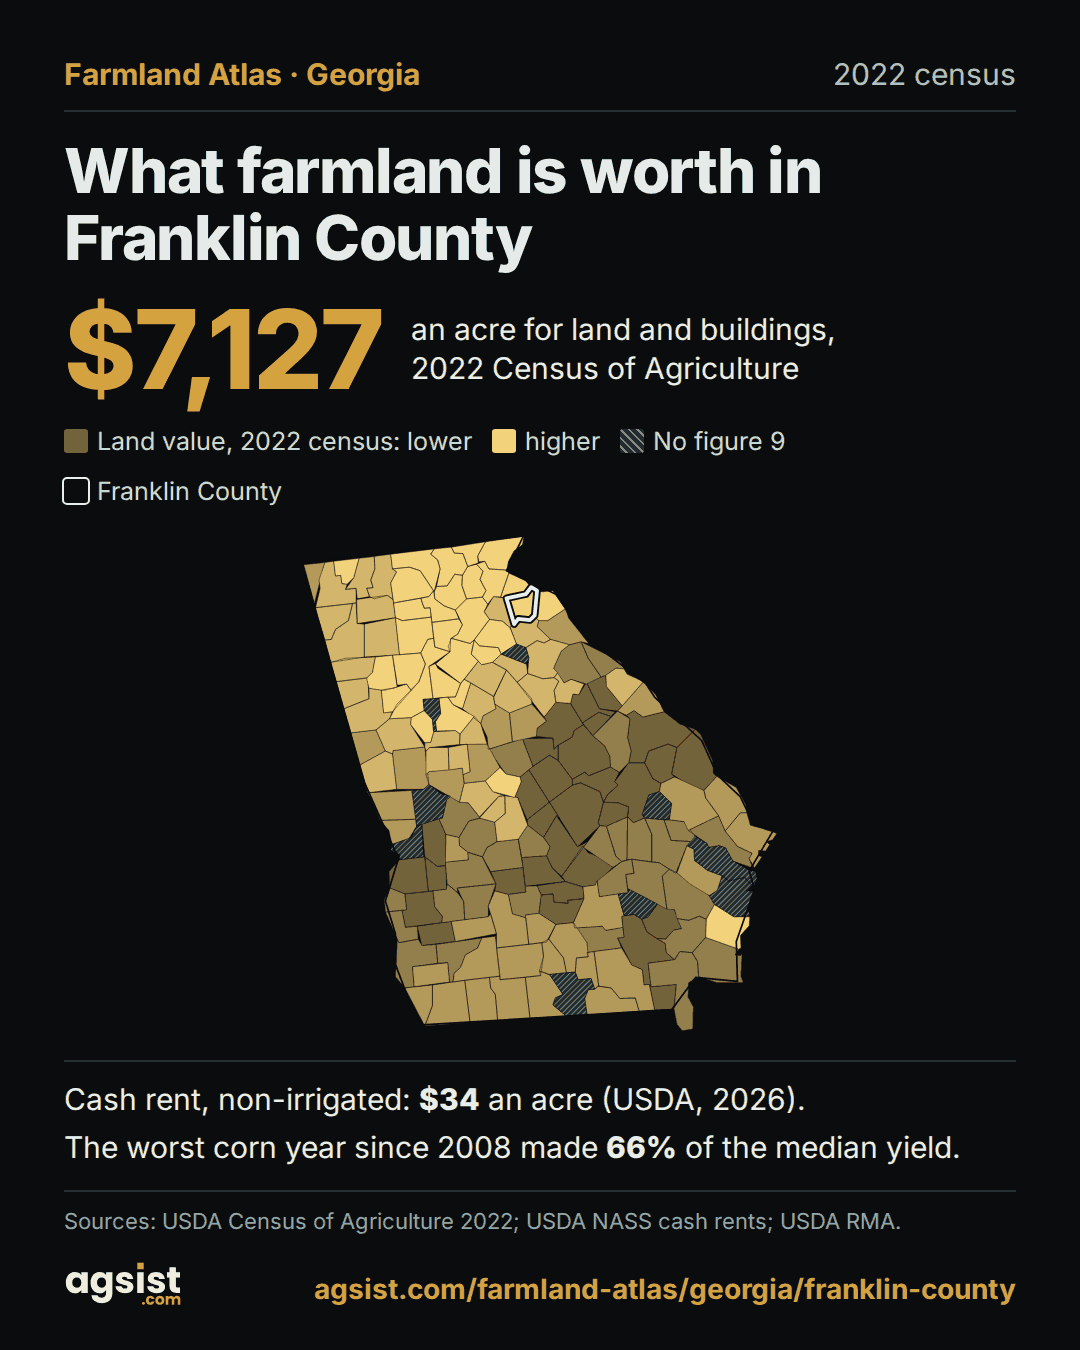 Farmland Atlas · Georgia
2022 census
What farmland is worth in
Franklin County
$7,127
an acre for land and buildings,
2022 Census of Agriculture
Land value, 2022 census: lower
higher
No figure 9
Franklin County
Cash rent, non-irrigated: $34 an acre (USDA, 2026).
The worst corn year since 2008 made 66% of the median yield.
Sources: USDA Census of Agriculture 2022; USDA NASS cash rents; USDA RMA.
agsist
.com
agsist.com/farmland-atlas/georgia/franklin-county